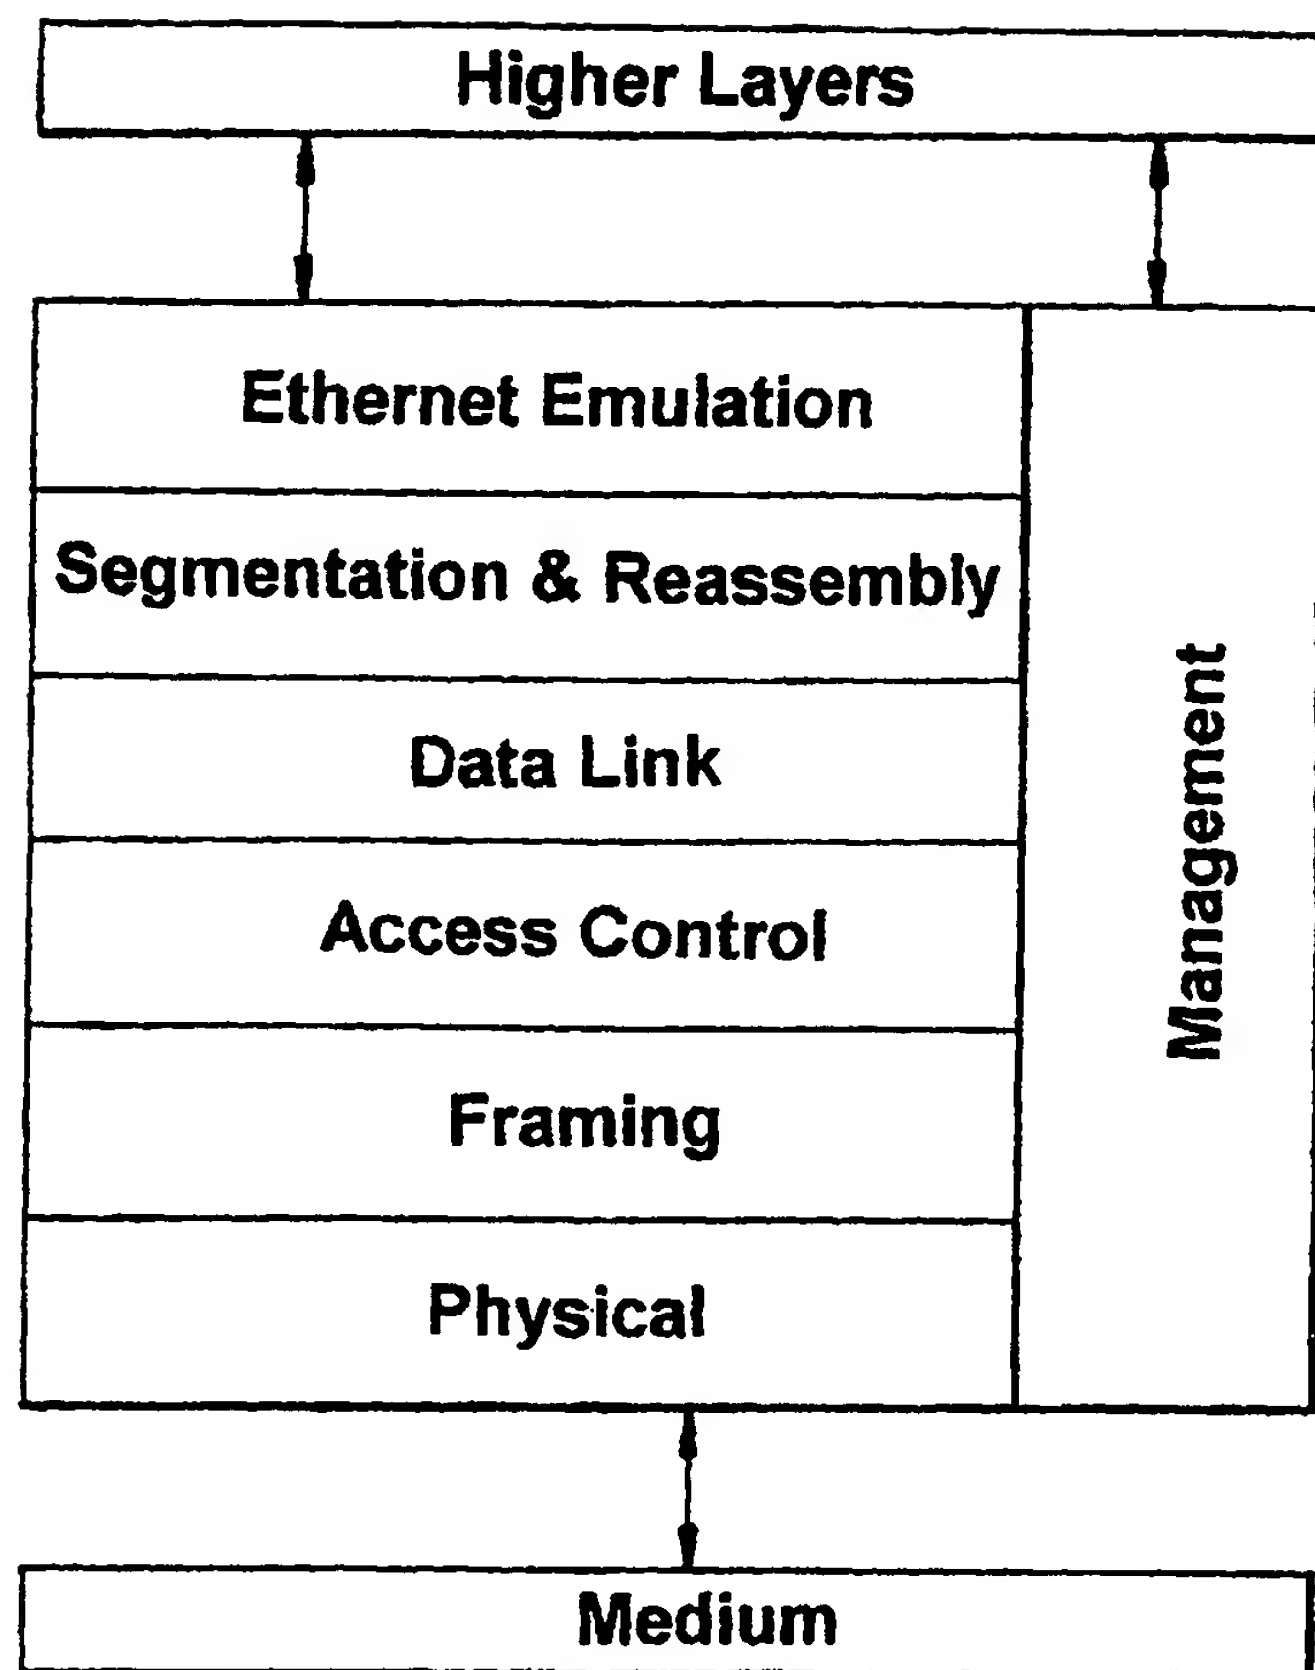 Higher Layers
Ethernet Emulation
Segmentation & Reassembly
Data Link
Access Control
Framing
Physical
Management
Medium